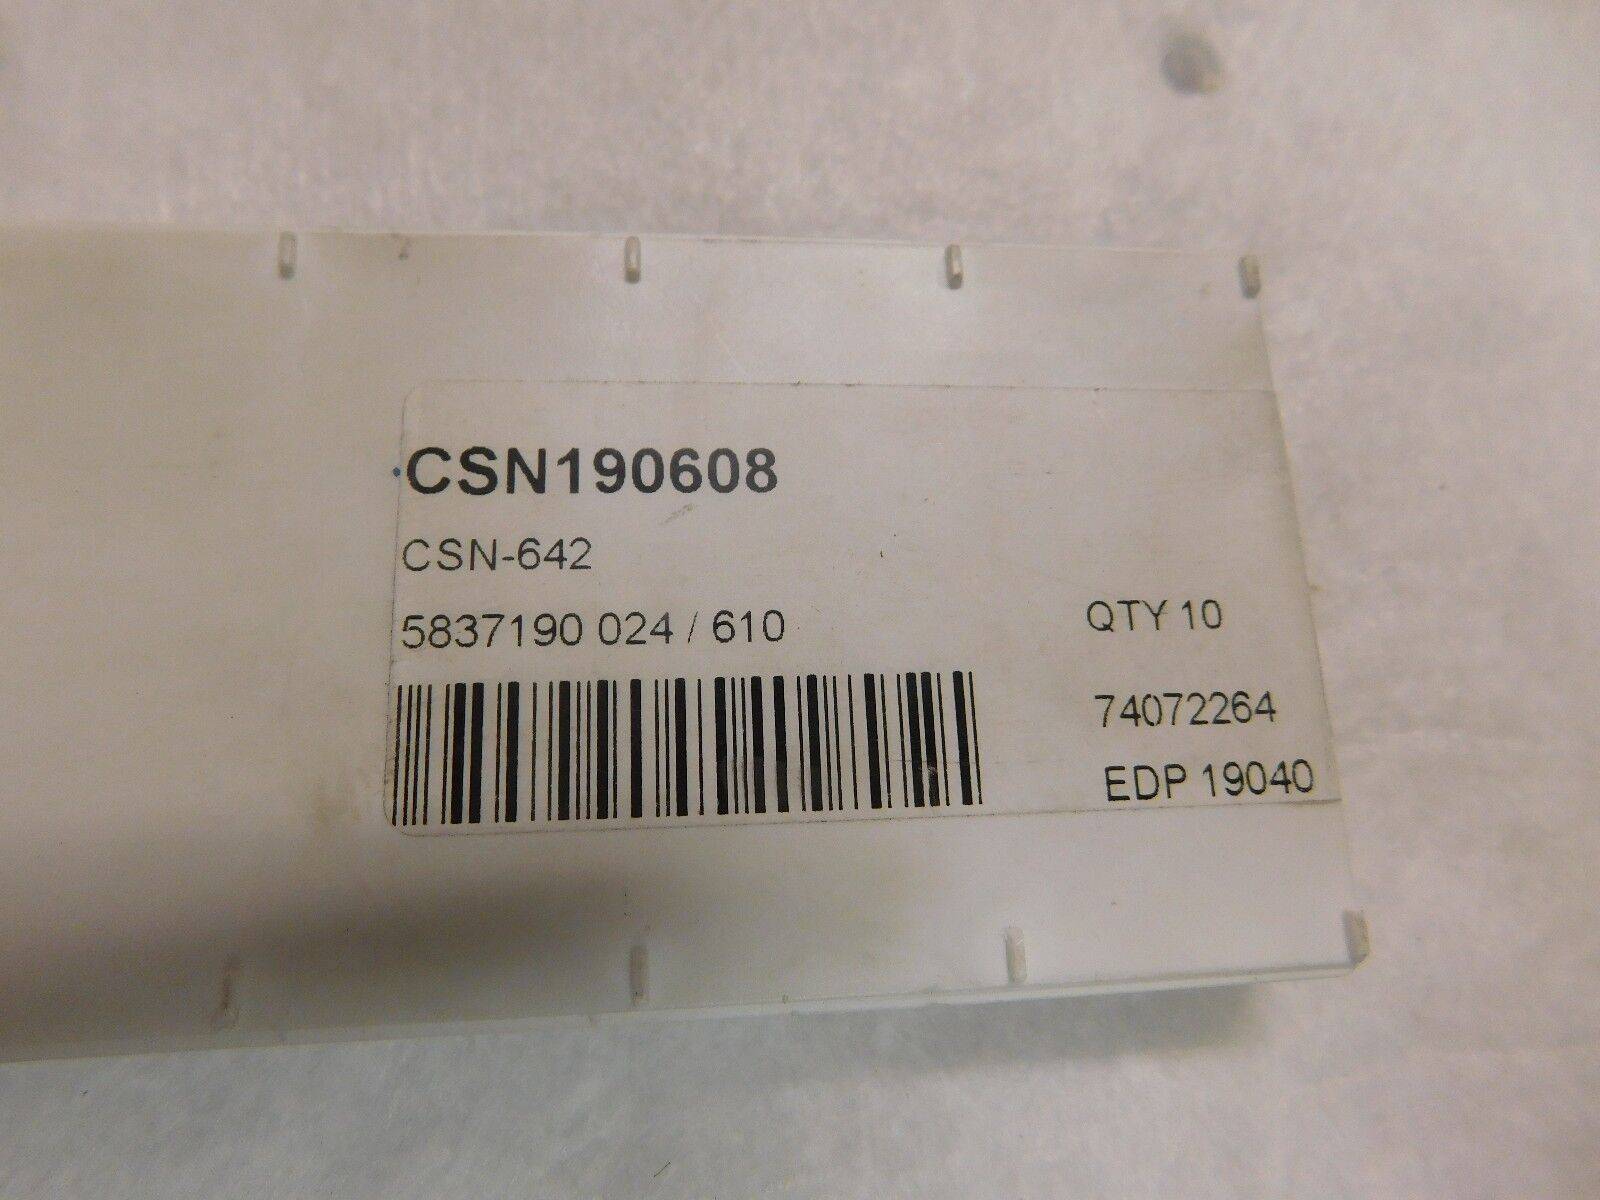 CSN190608
CSN-642
5837190 024 / 610
QTY 10
74072264
EDP 19040